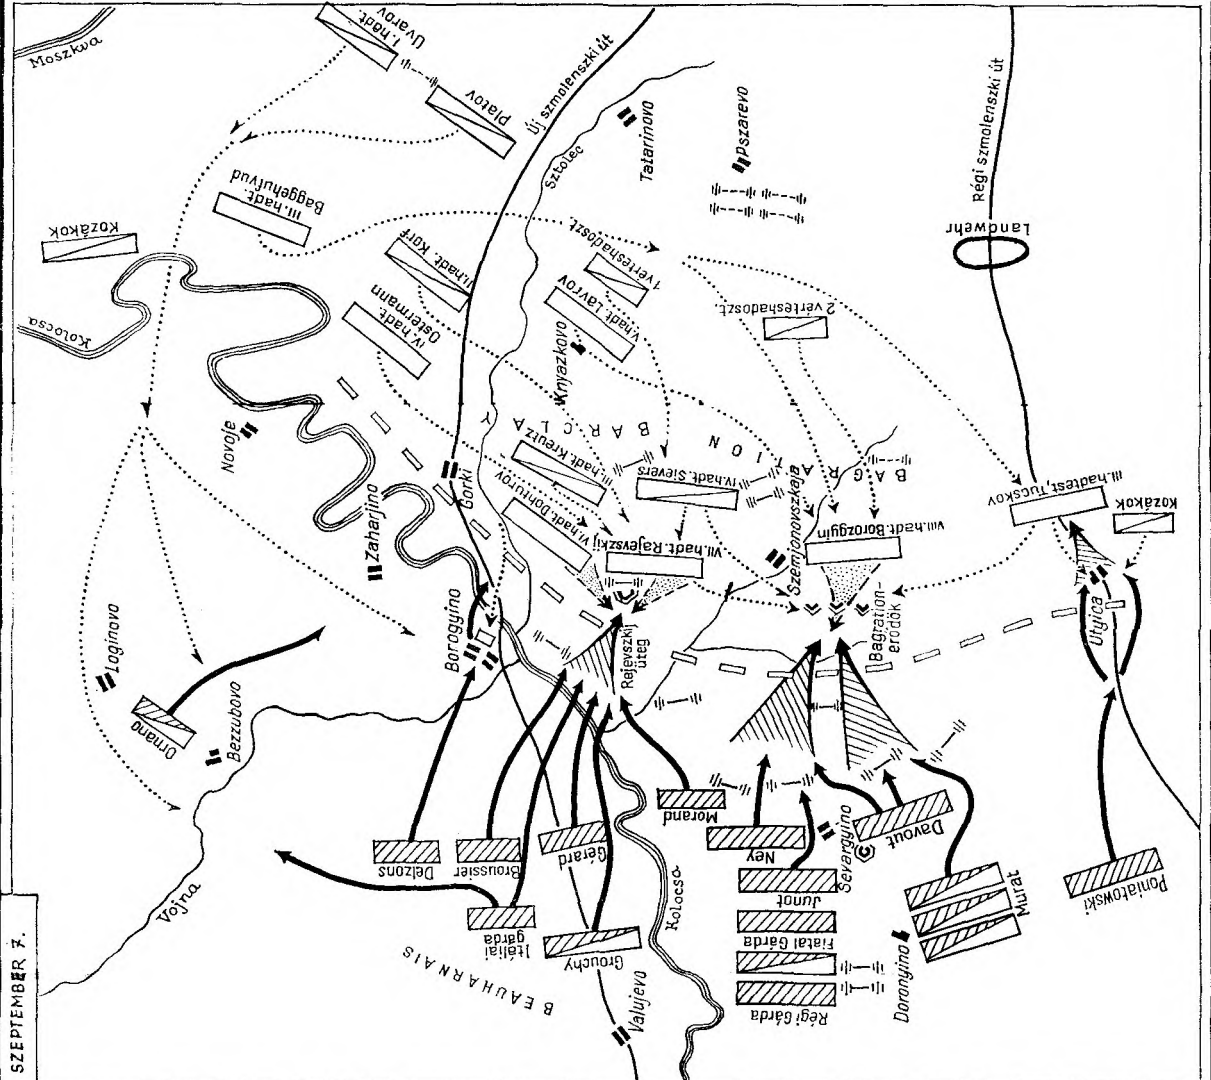 Moszkva
Uvarov
I. hadt.
Platov
Új szmolenszki út
Sztolec
Tatarinovo
Pszarevo
Régi szmolenszki út
Landwehr
Kozákok
III. hadt.
Baggehufvud
Kolocsa
II. hadt. Korf
IV. hadt.
Ostermann
1 vérteshadoszt.
V. hadt. Lavrov
2 vérteshadoszt.
Knyazkovo
Novoje
BARCLAY
BAGRATION
III. hadt. Kreutz
IV. hadt. Sievers
VI. hadt. Dohturov
VII. hadt. Rajevszkij
VIII. hadt. Borozgyin
III. hadtest, Tucskov
Kozákok
Gorki
Zaharjino
Szemjonovszkaja
Borogyino
Rajevszkij
üteg
Bagration-
erődök
Utyica
Loginovo
Ornang
Bezzubovo
Vojna
Delzons
Broussier
Gérard
Morand
Ney
Sevargyino
Davout
Junot
Murat
Poniatowski
Itáliai
gárda
Grouchy
Kolocsa
Fiatal Gárda
Régi Gárda
Doronyino
BEAUHARNAIS
Valujevo
SZEPTEMBER 7.